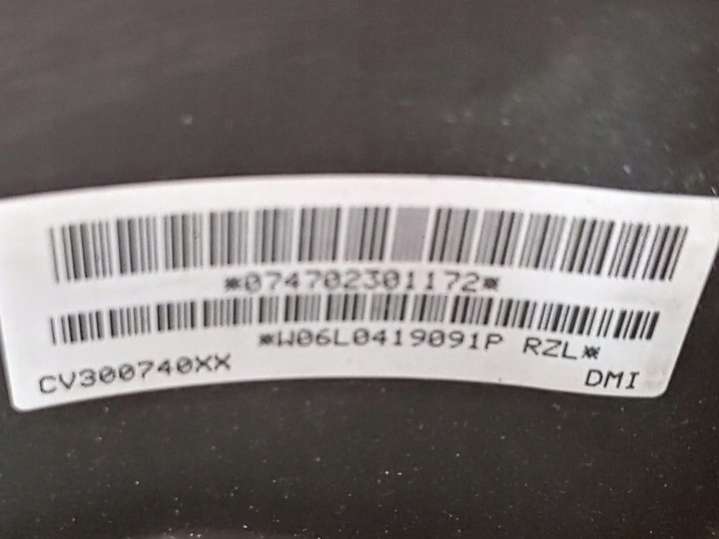 *074702301172*
*W06L0419091P RZL*
CV300740XX
DMI